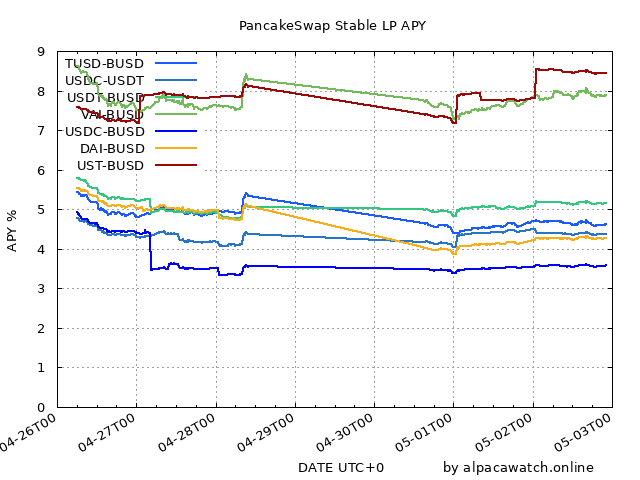 PancakeSwap Stable LP APY
9
8
7
6
5
4
3
2
1
0
APY %
TUSD-BUSD
USDC-USDT
USDT-BUSD
VAI-BUSD
USDC-BUSD
DAI-BUSD
UST-BUSD
04-26T00
04-27T00
04-28T00
04-29T00
04-30T00
05-01T00
05-02T00
05-03T00
DATE UTC+0
by alpacawatch.online